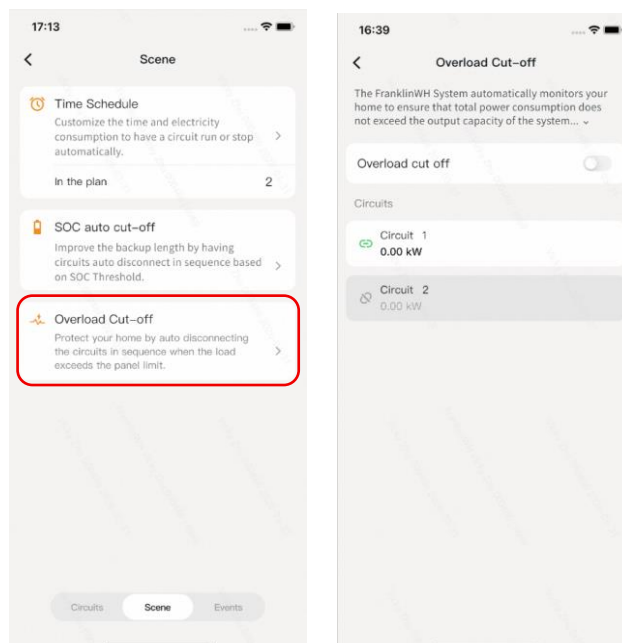 17:13
Scene
Time Schedule
Customize the time and electricity
consumption to have a circuit run or stop
automatically.
In the plan 2
SOC auto cut-off
Improve the backup length by having
circuits auto disconnect in sequence based
on SOC Threshold.
Overload Cut-off
Protect your home by auto disconnecting
the circuits in sequence when the load
exceeds the panel limit.
Circuits Scene Events
16:39
Overload Cut-off
The FranklinWH System automatically monitors your
home to ensure that total power consumption does
not exceed the output capacity of the system...
Overload cut off
Circuits
Circuit 1
0.00 kW
Circuit 2
0.00 kW